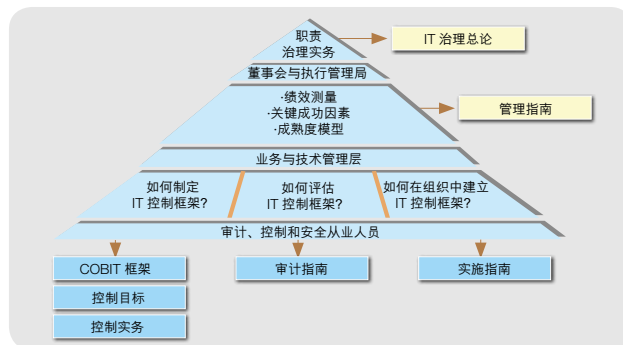 职责
治理实务
IT 治理总论
董事会与执行管理局
·绩效测量
·关键成功因素
·成熟度模型
管理指南
业务与技术管理层
如何制定
IT 控制框架?
如何评估
IT 控制框架?
如何在组织中建立
IT 控制框架?
审计、控制和安全从业人员
COBIT 框架
审计指南
实施指南
控制目标
控制实务